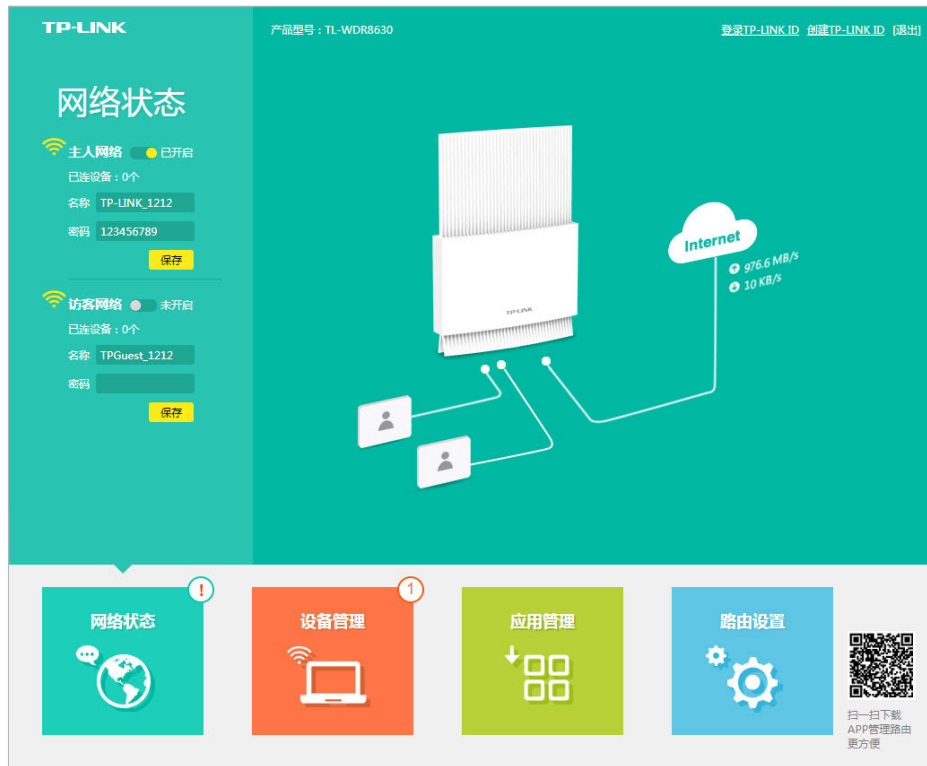 TP-LINK
产品型号：TL-WDR8630
登录TP-LINK ID 创建TP-LINK ID [退出]
网络状态
主人网络 已开启
已连设备：0个
名称 TP-LINK_1212
密码 123456789
保存
访客网络 未开启
已连设备：0个
名称 TPGuest_1212
密码
保存
TP-LINK
Internet
976.6 MB/s
10 KB/s
网络状态
!
设备管理
1
应用管理
路由设置
扫一扫下载
APP管理路由
更方便